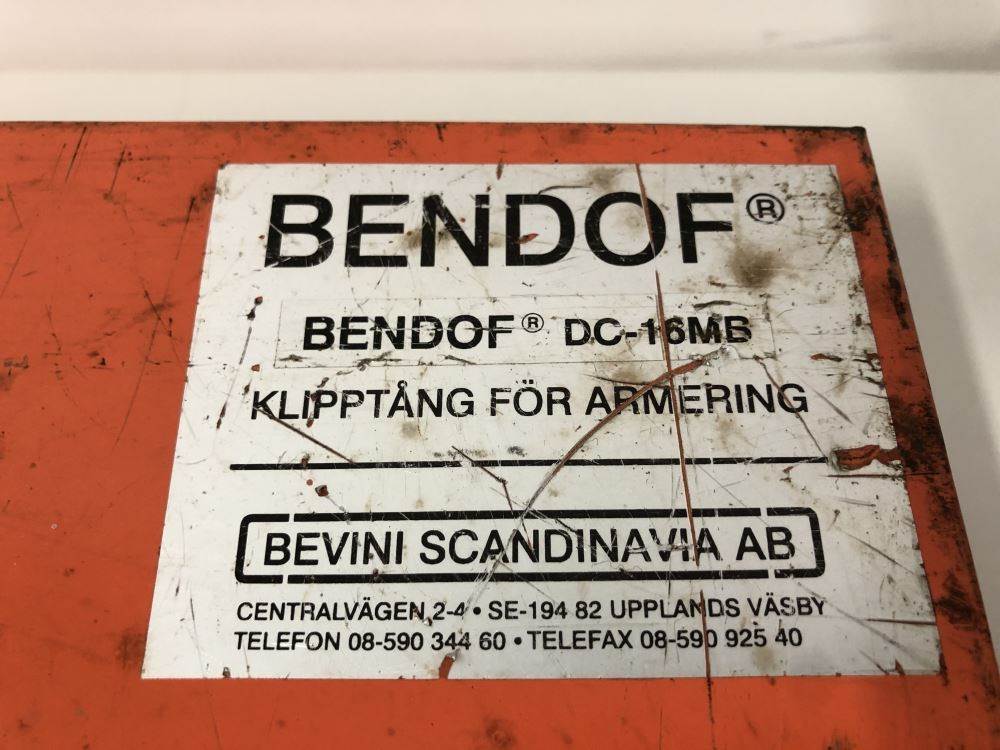 BENDOF®
BENDOF® DC-16MB
KLIPPTÅNG FÖR ARMERING
BEVINI SCANDINAVIA AB
CENTRALVÄGEN 2-4 • SE-194 82 UPPLANDS VÄSBY
TELEFON 08-590 344 60 • TELEFAX 08-590 925 40